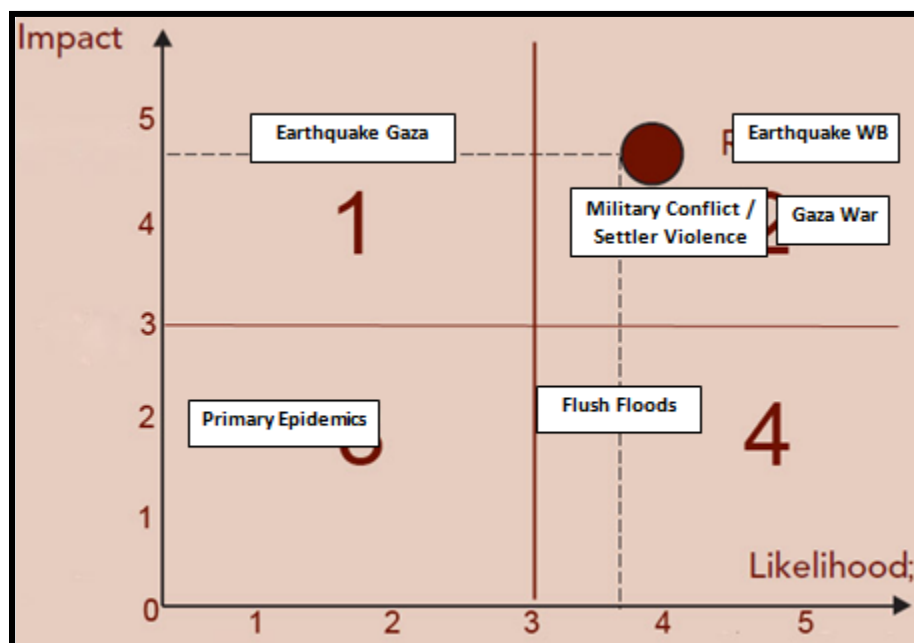 Impact
5
Earthquake Gaza
Earthquake WB
4
1
Military Conflict /
Settler Violence
Gaza War
3
2
Primary Epidemics
Flush Floods
4
1
Likelihood;
0
1
2
3
4
5